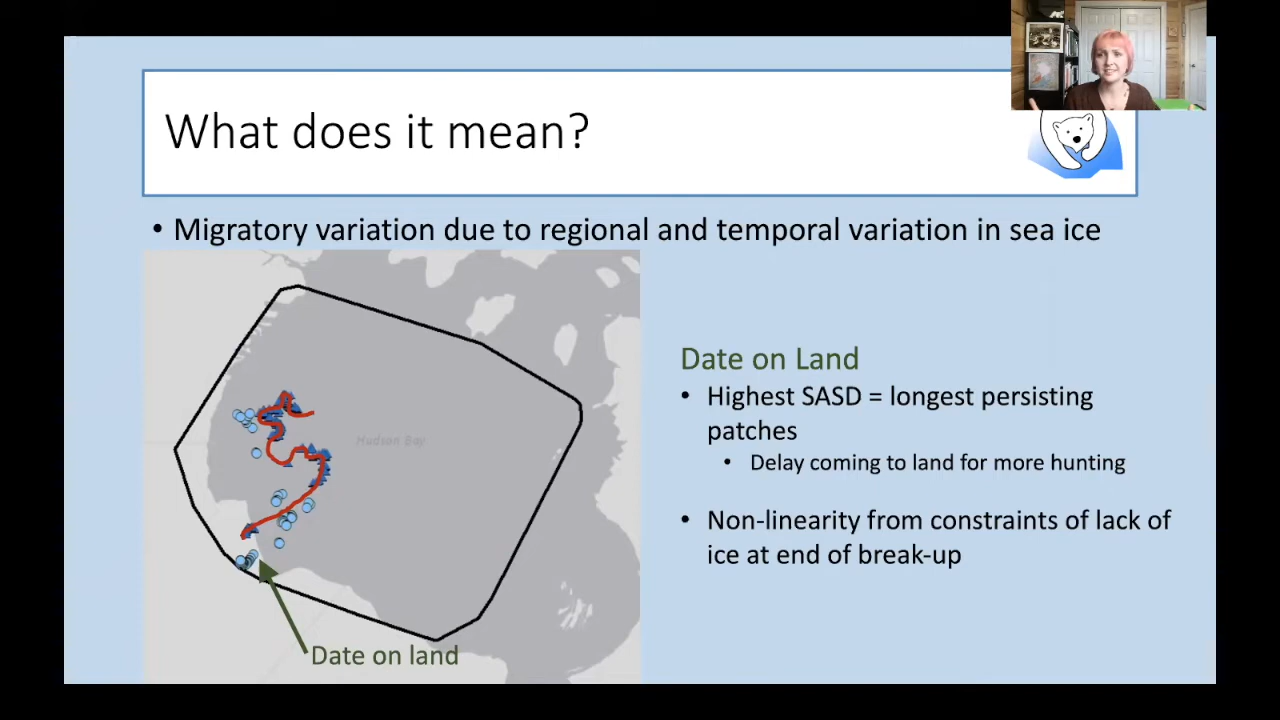 What does it mean?
• Migratory variation due to regional and temporal variation in sea ice
Hudson Bay
Date on land
Date on Land
• Highest SASD = longest persisting
patches
• Delay coming to land for more hunting
• Non-linearity from constraints of lack of
ice at end of break-up